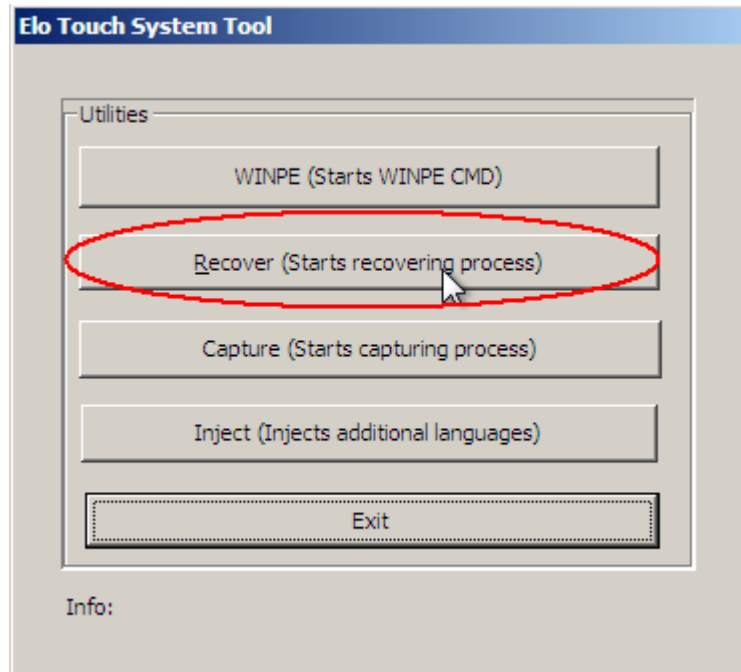 Elo Touch System Tool
Utilities
WINPE (Starts WINPE CMD)
Recover (Starts recovering process)
Capture (Starts capturing process)
Inject (Injects additional languages)
Exit
Info: